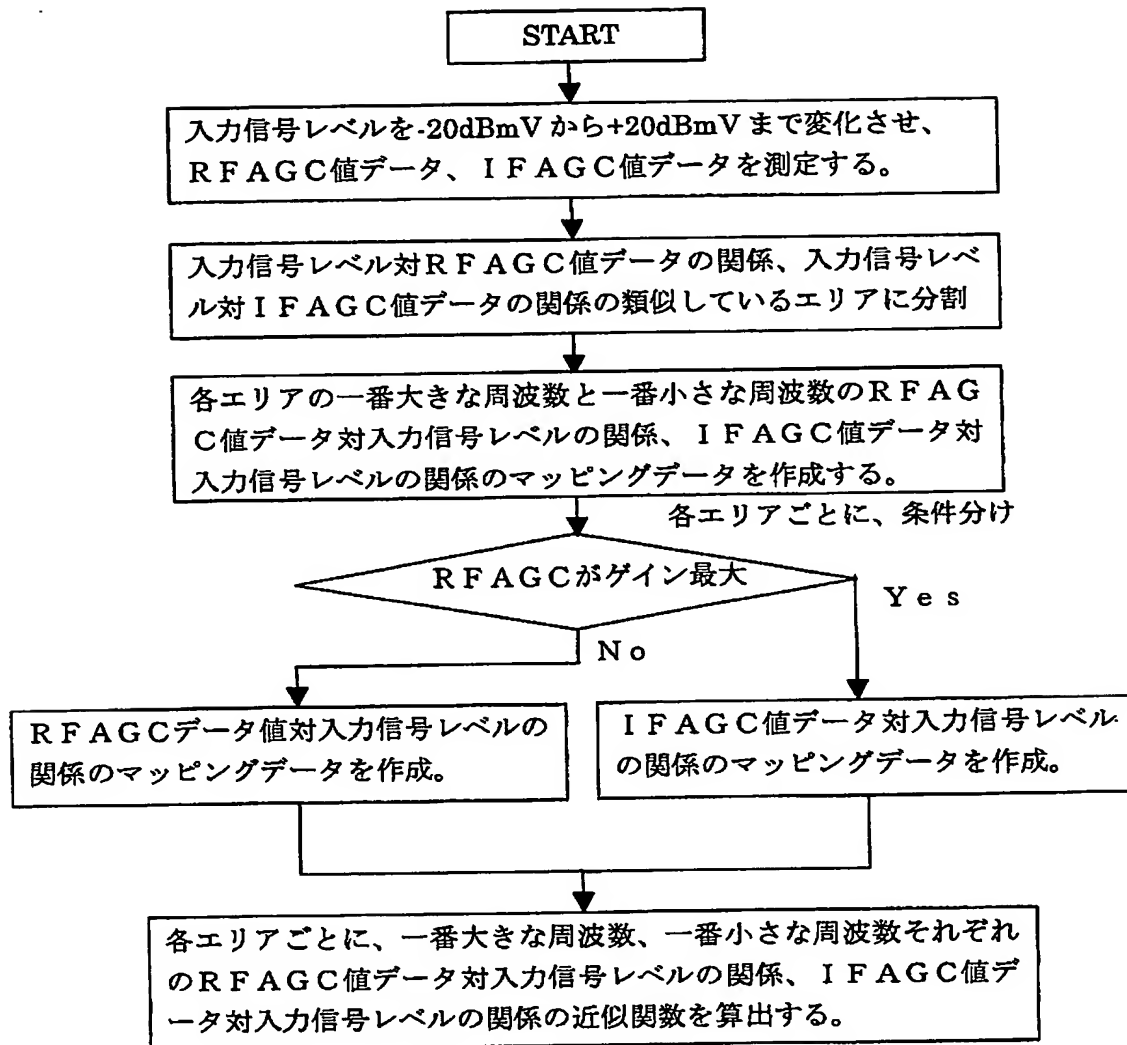 START
入力信号レベルを-20dBmVから+20dBmVまで変化させ、
ＲＦＡＧＣ値データ、ＩＦＡＧＣ値データを測定する。
入力信号レベル対ＲＦＡＧＣ値データの関係、入力信号レベ
ル対ＩＦＡＧＣ値データの関係の類似しているエリアに分割
各エリアの一番大きな周波数と一番小さな周波数のＲＦＡＧ
Ｃ値データ対入力信号レベルの関係、ＩＦＡＧＣ値データ対
入力信号レベルの関係のマッピングデータを作成する。
各エリアごとに、条件分け
ＲＦＡＧＣがゲイン最大
Ｙｅｓ
Ｎｏ
ＲＦＡＧＣデータ値対入力信号レベルの
関係のマッピングデータを作成。
ＩＦＡＧＣ値データ対入力信号レベル
の関係のマッピングデータを作成。
各エリアごとに、一番大きな周波数、一番小さな周波数それぞれ
のＲＦＡＧＣ値データ対入力信号レベルの関係、ＩＦＡＧＣ値デ
ータ対入力信号レベルの関係の近似関数を算出する。